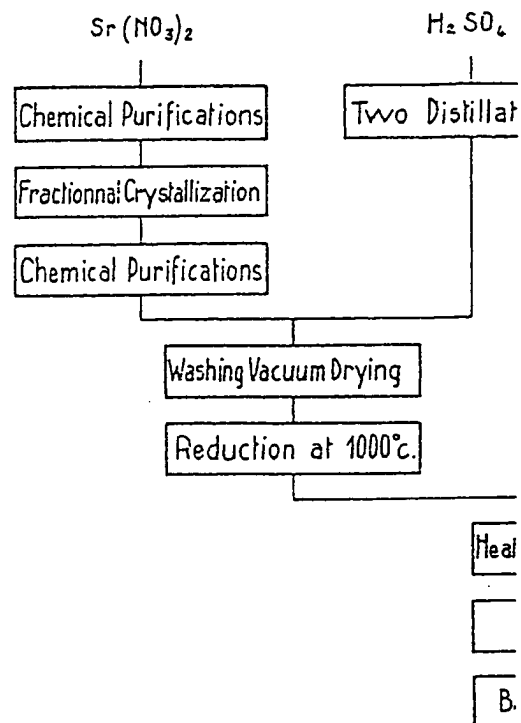 Sr(NO3)2
H2SO4
Chemical Purifications
Two Distillat
Fractionnal Crystallization
Chemical Purifications
Washing Vacuum Drying
Reduction at 1000°c.
Heat
B.